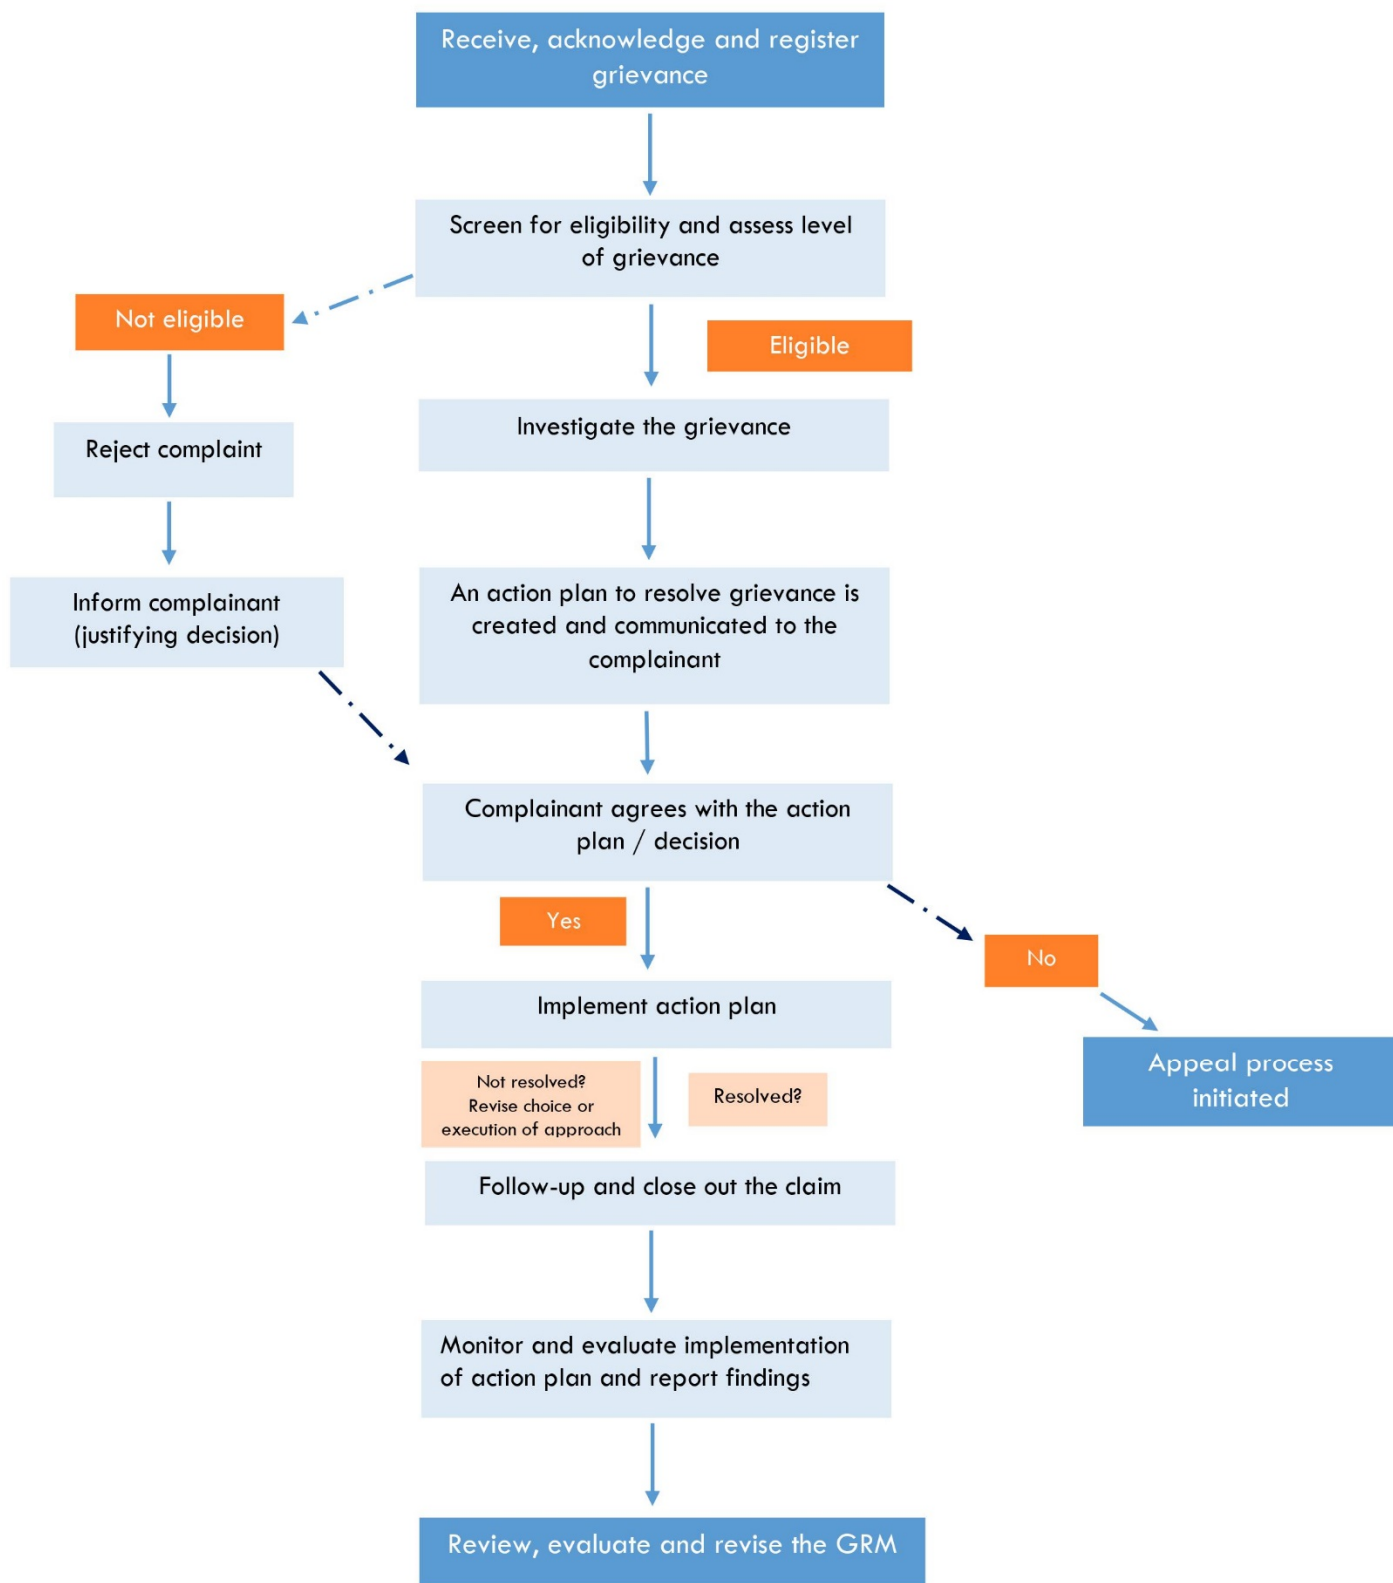 Receive, acknowledge and register
grievance
Screen for eligibility and assess level
of grievance
Not eligible
Eligible
Investigate the grievance
Reject complaint
An action plan to resolve grievance is
created and communicated to the
complainant
Inform complainant
(justifying decision)
Complainant agrees with the action
plan / decision
Yes
No
Implement action plan
Not resolved?
Revise choice or
execution of approach
Resolved?
Appeal process
initiated
Follow-up and close out the claim
Monitor and evaluate implementation
of action plan and report findings
Review, evaluate and revise the GRM